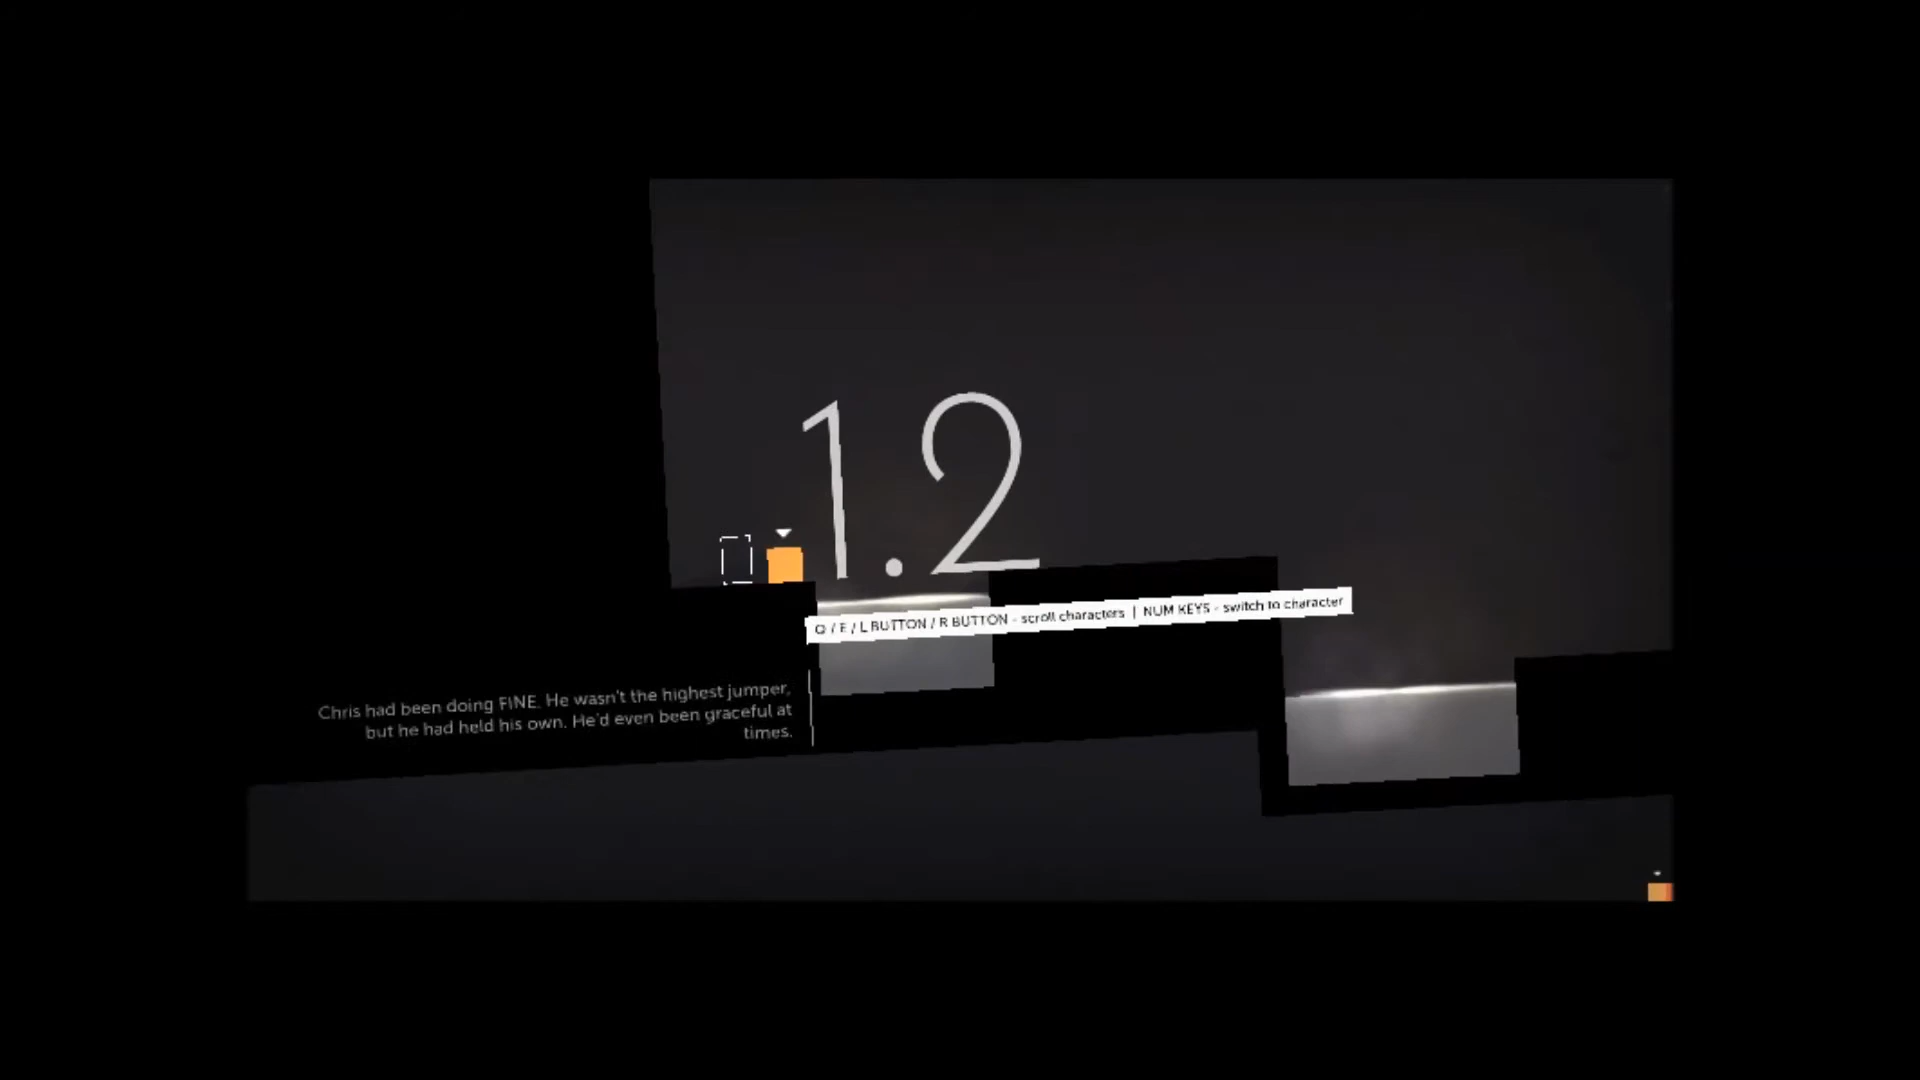 1.2
Q / E / L BUTTON / R BUTTON - scroll characters | NUM KEYS - switch to character
Chris had been doing FINE. He wasn't the highest jumper,
but he had held his own. He'd even been graceful at
times.